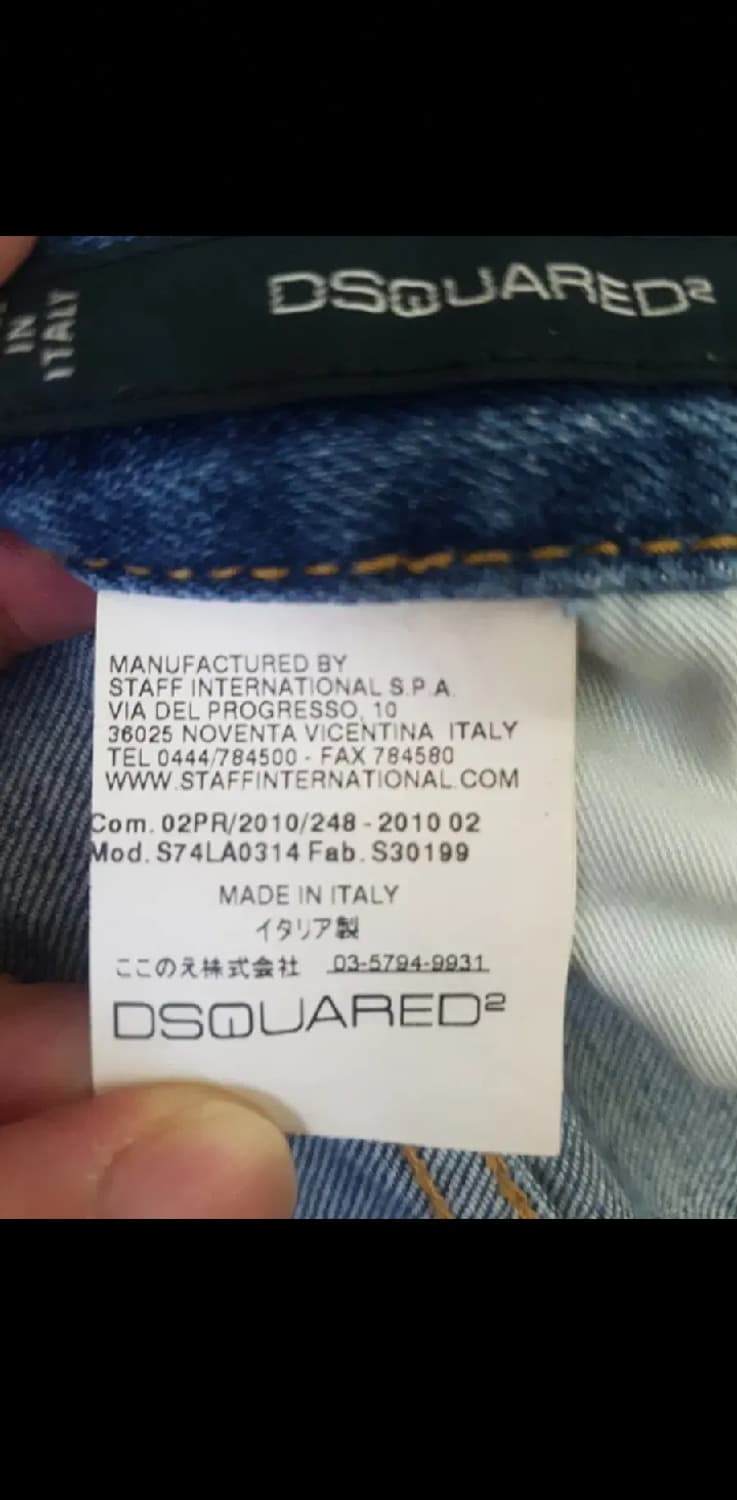 IN
ITALY
DSQUARED²
MANUFACTURED BY
STAFF INTERNATIONAL S.P.A.
VIA DEL PROGRESSO, 10
36025 NOVENTA VICENTINA ITALY
TEL 0444/784500 - FAX 784580
WWW.STAFFINTERNATIONAL.COM
Com. 02PR/2010/248 - 2010 02
Mod. S74LA0314 Fab. S30199
MADE IN ITALY
イタリア製
ここのえ株式会社 03-5794-9931
DSQUARED²